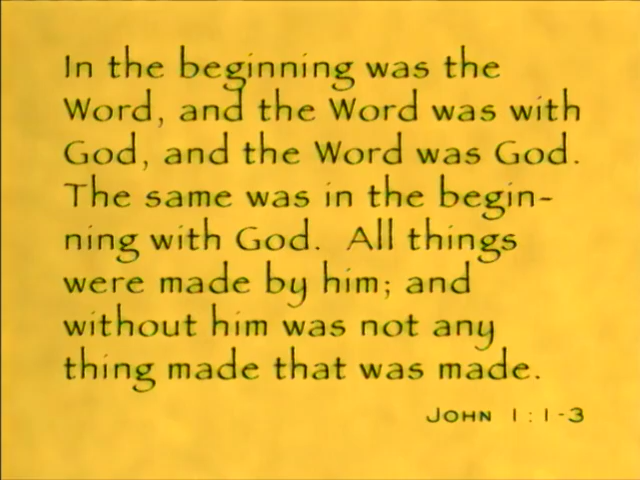 In the beginning was the
Word, and the Word was with
God, and the Word was God.
The same was in the begin-
ning with God.  All things
were made by him; and
without him was not any
thing made that was made.
John 1:1-3